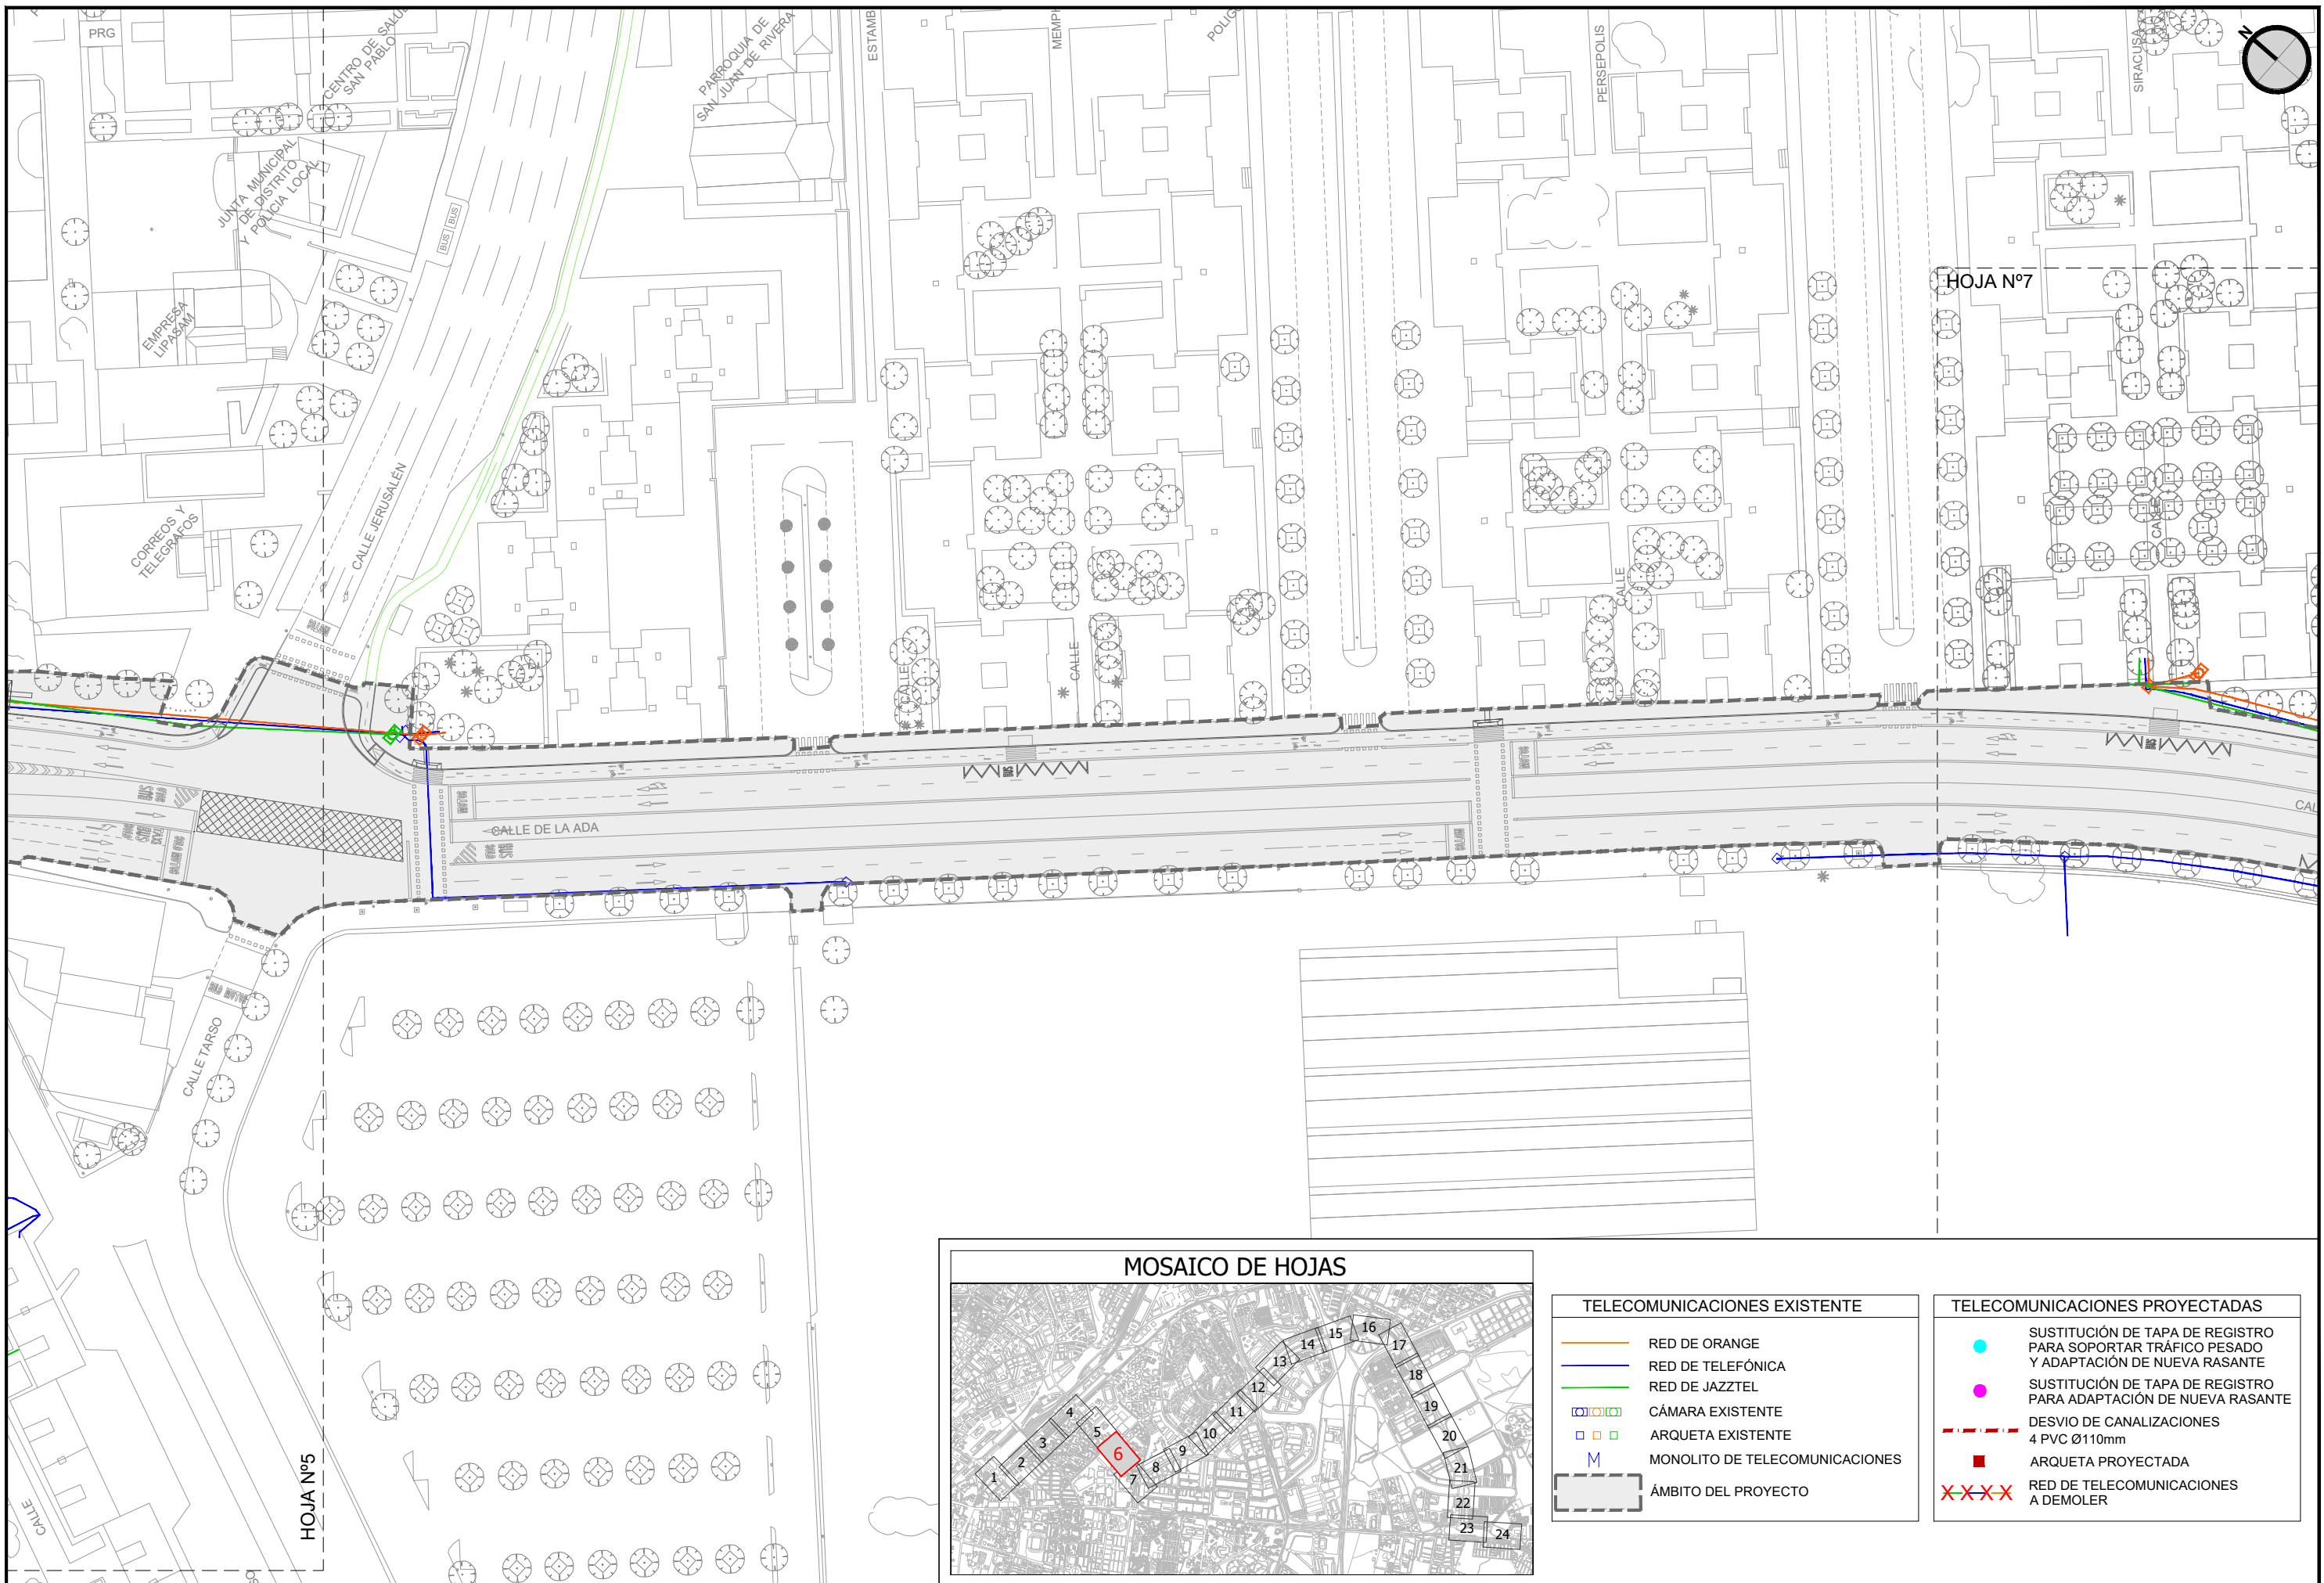 PRG
CENTRO DE SALUD
SAN PABLO
PARROQUIA DE
SAN JUAN DE RIVERA
PERSEPOLIS
SIRACUSA
N
JUNTA MUNICIPAL
DE DISTRITO
Y POLICIA LOCAL
BUS
BUS
HOJA Nº7
EMPRESA
LIPASAM
CALLE JERUSALÉN
CORREOS Y
TELEGRAFOS
CALLE
CALLE
CALLE
CALLE
CALLE DE LA ADA
CALLE TARSO
HOJA Nº5
CALLE
MOSAICO DE HOJAS
1
2
3
4
5
6
7
8
9
10
11
12
13
14
15
16
17
18
19
20
21
22
23
24
TELECOMUNICACIONES EXISTENTE
RED DE ORANGE
RED DE TELEFÓNICA
RED DE JAZZTEL
CÁMARA EXISTENTE
ARQUETA EXISTENTE
M MONOLITO DE TELECOMUNICACIONES
ÁMBITO DEL PROYECTO
TELECOMUNICACIONES PROYECTADAS
SUSTITUCIÓN DE TAPA DE REGISTRO
PARA SOPORTAR TRÁFICO PESADO
Y ADAPTACIÓN DE NUEVA RASANTE
SUSTITUCIÓN DE TAPA DE REGISTRO
PARA ADAPTACIÓN DE NUEVA RASANTE
DESVIO DE CANALIZACIONES
4 PVC Ø110mm
ARQUETA PROYECTADA
RED DE TELECOMUNICACIONES
A DEMOLER